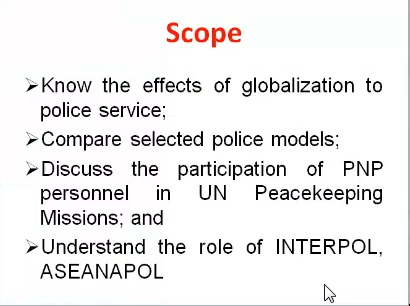 Scope
➢Know the effects of globalization to
police service;
➢Compare selected police models;
➢Discuss the participation of PNP
personnel in UN Peacekeeping
Missions; and
➢Understand the role of INTERPOL,
ASEANAPOL